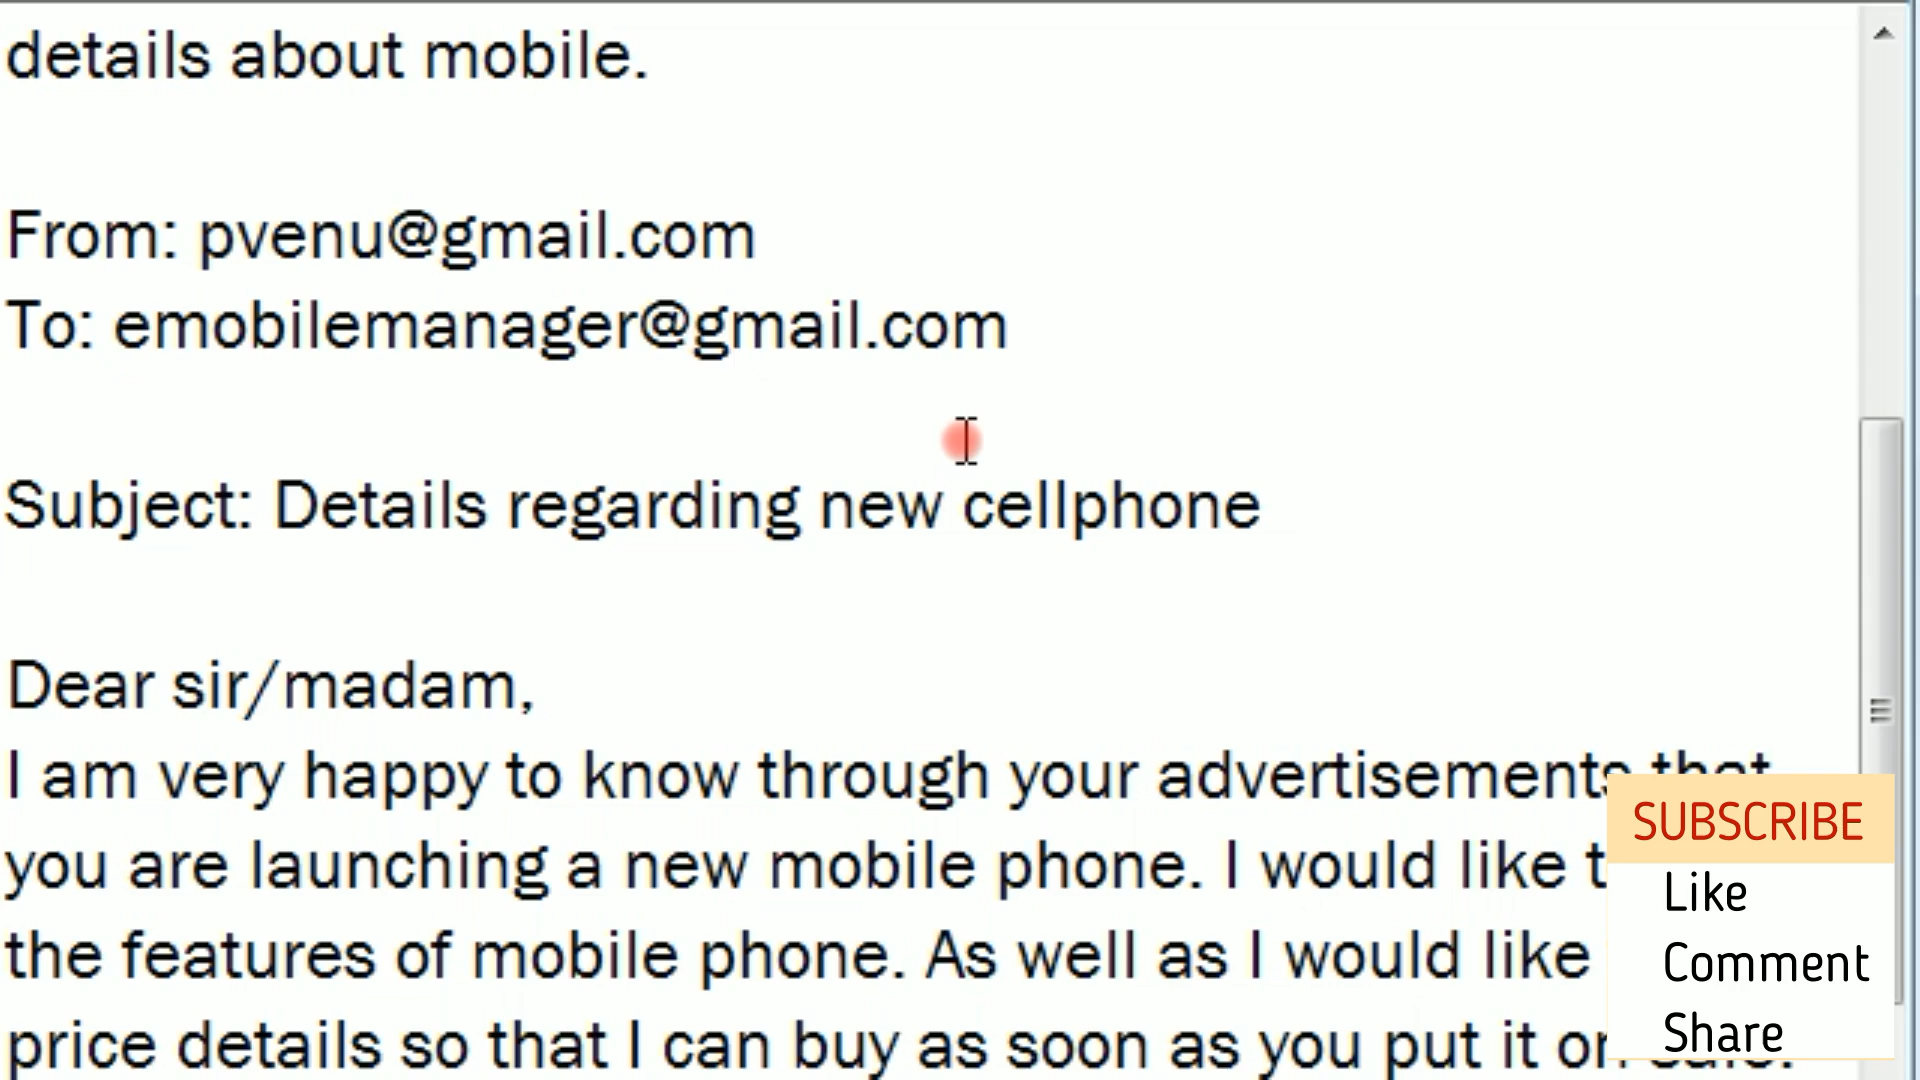 details about mobile.
From: pvenu@gmail.com
To: emobilemanager@gmail.com
Subject: Details regarding new cellphone
Dear sir/madam,
I am very happy to know through your advertisements that
you are launching a new mobile phone. I would like
the features of mobile phone. As well as I would like
price details so that I can buy as soon as you put it on sale.
SUBSCRIBE
Like
Comment
Share